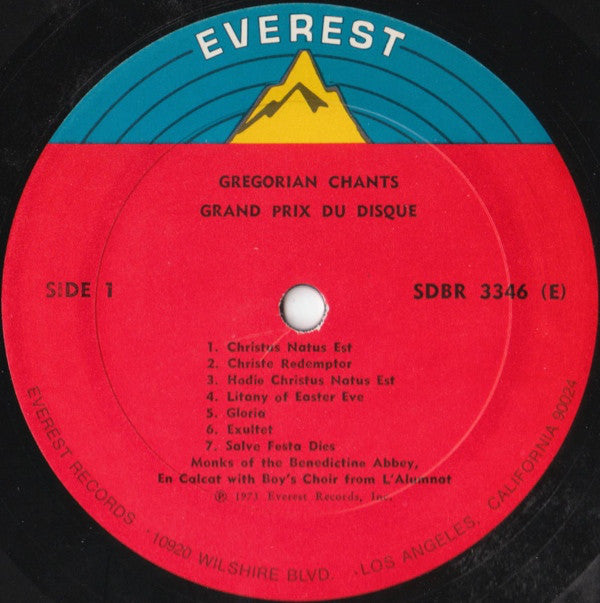 EVEREST
GREGORIAN CHANTS
GRAND PRIX DU DISQUE
SIDE 1
SDBR 3346 (E)
1. Christus Natus Est
2. Christe Redemptor
3. Hodie Christus Natus Est
4. Litany of Easter Eve
5. Gloria
6. Exultet
7. Salve Festa Dies
Monks of the Benedictine Abbey,
En Calcat with Boy's Choir from L'Alumnat
℗ 1973 Everest Records, Inc.
EVEREST RECORDS · 10920 WILSHIRE BLVD. · LOS ANGELES, CALIFORNIA 90024